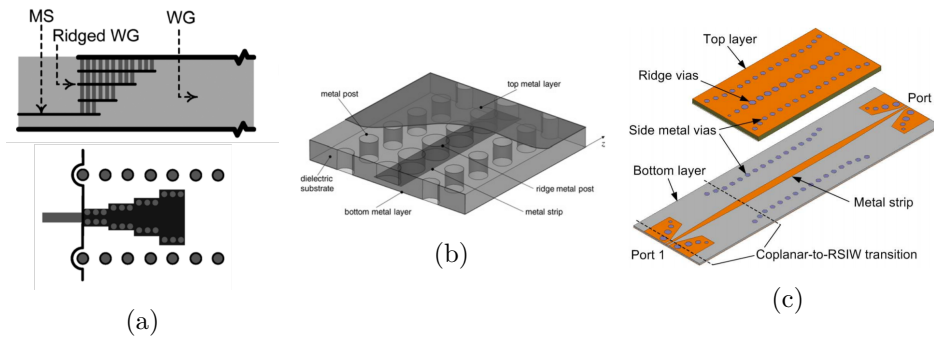 MS
Ridged WG
WG
(a)
top metal layer
metal post
z
dielectric
substrate
bottom metal layer
ridge metal post
metal strip
(b)
Top layer
Ridge vias
Port
Side metal vias
Bottom layer
Metal strip
Port 1
Coplanar-to-RSIW transition
(c)